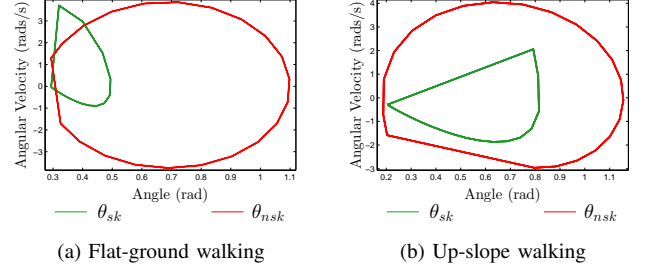 Angular Velocity (rads/s)
3
2
1
0
−1
−2
−3
0.3 0.4 0.5 0.6 0.7 0.8 0.9 1 1.1
Angle (rad)
θsk θnsk
(a) Flat-ground walking
Angular Velocity (rads/s)
4
3
2
1
0
−1
−2
−3
0.2 0.3 0.4 0.5 0.6 0.7 0.8 0.9 1 1.1
Angle (rad)
θsk θnsk
(b) Up-slope walking